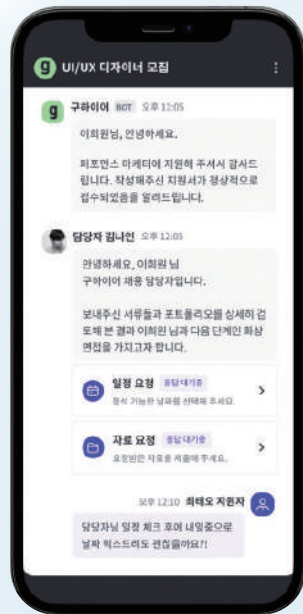 g UI/UX 디자이너 모집
g 구하이어 BOT 오후 12:05
이희원님, 안녕하세요.
퍼포먼스 마케터에 지원해 주셔서 감사드
립니다. 작성해주신 지원서가 정상적으로
접수되었음을 알려드립니다.
담당자 김나인 오후 12:05
안녕하세요, 이희원 님
구하이어 채용 담당자입니다.
보내주신 서류들과 포트폴리오를 상세히 검
토해 본 결과 이희원 님과 다음 단계인 화상
면접을 가지고자 합니다.
일정 요청 응답 대기중
참석 가능한 날짜를 선택해 주세요.
자료 요청 응답 대기중
요청받은 자료를 제출해 주세요.
오후 12:10 최태오 지원자
담당자님 일정 체크 후에 내일중으로
날짜 픽스드려도 괜찮을까요?!